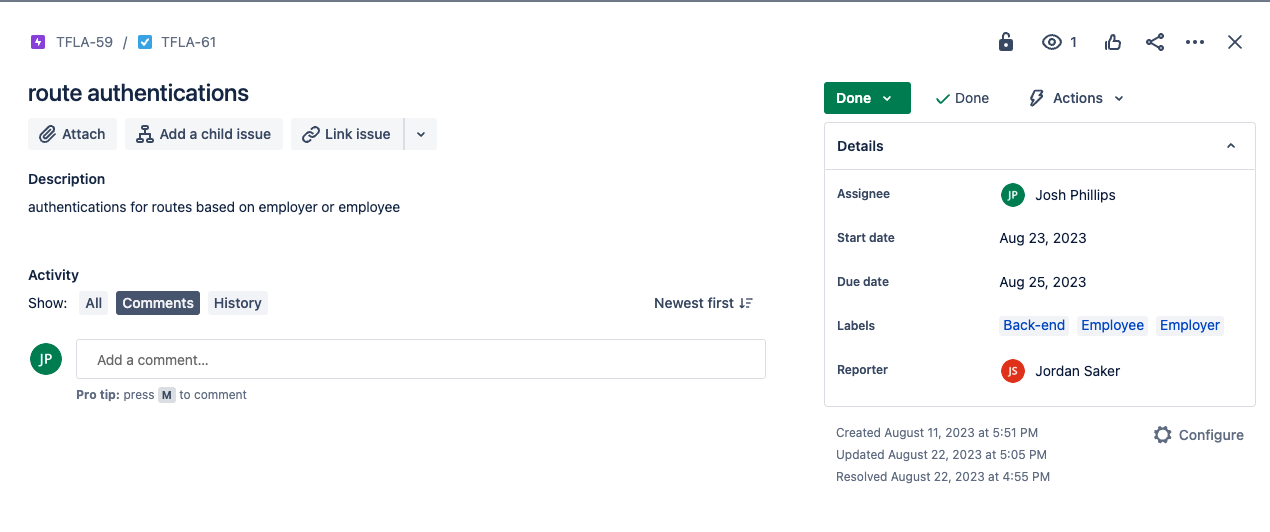 TFLA-59 / TFLA-61
1
route authentications
Done
Done
Actions
Attach
Add a child issue
Link issue
Description
authentications for routes based on employer or employee
Activity
Show: All Comments History
Newest first
JP
Add a comment...
Pro tip: press M to comment
Details
Assignee JP Josh Phillips
Start date Aug 23, 2023
Due date Aug 25, 2023
Labels Back-end Employee Employer
Reporter JS Jordan Saker
Created August 11, 2023 at 5:51 PM
Configure
Updated August 22, 2023 at 5:05 PM
Resolved August 22, 2023 at 4:55 PM